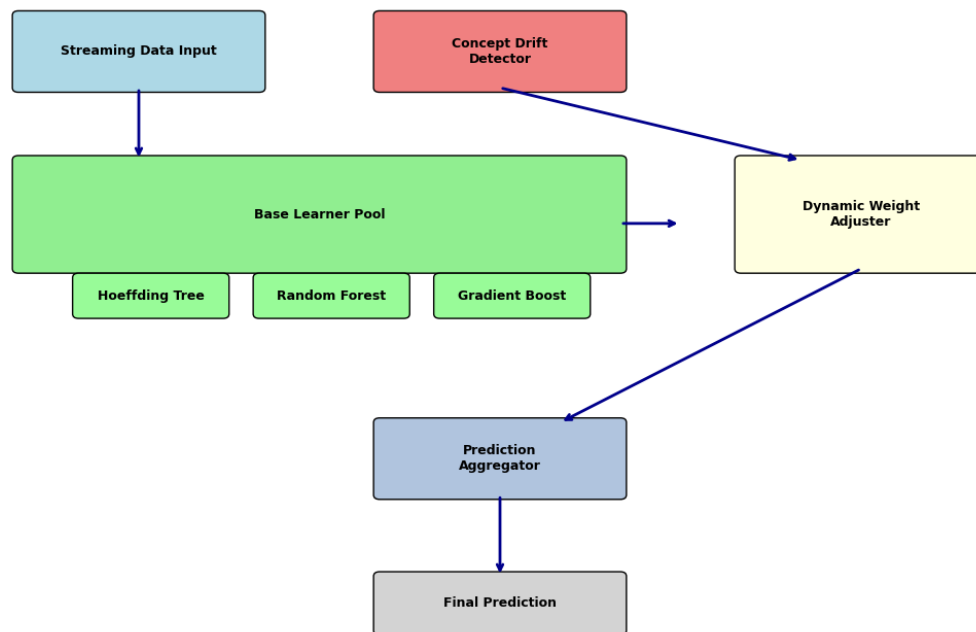 Streaming Data Input
Concept Drift
Detector
Base Learner Pool
Dynamic Weight
Adjuster
Hoeffding Tree
Random Forest
Gradient Boost
Prediction
Aggregator
Final Prediction